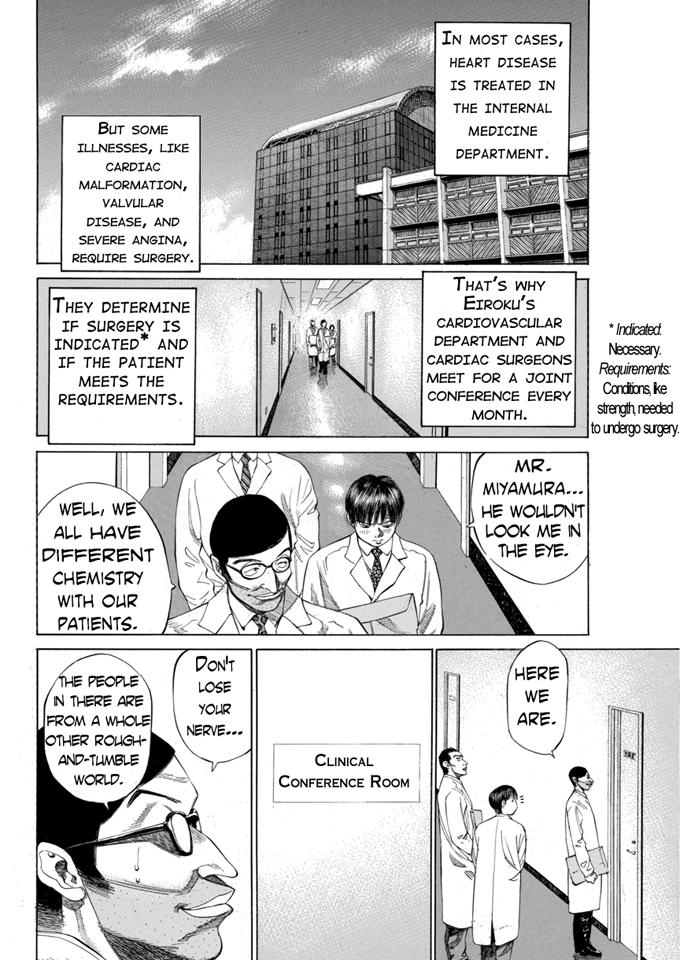 IN MOST CASES,
HEART DISEASE
IS TREATED IN
THE INTERNAL
MEDICINE
DEPARTMENT.
BUT SOME
ILLNESSES, LIKE
CARDIAC
MALFORMATION,
VALVULAR
DISEASE, AND
SEVERE ANGINA,
REQUIRE SURGERY.
THAT'S WHY
EIROKU'S
CARDIOVASCULAR
DEPARTMENT AND
CARDIAC SURGEONS
MEET FOR A JOINT
CONFERENCE EVERY
MONTH.
THEY DETERMINE
IF SURGERY IS
INDICATED* AND
IF THE PATIENT
MEETS THE
REQUIREMENTS.
* Indicated:
Necessary.
Requirements:
Conditions, like
strength, needed
to undergo surgery.
MR.
MIYAMURA...
HE WOULDN'T
LOOK ME IN
THE EYE.
WELL, WE
ALL HAVE
DIFFERENT
CHEMISTRY
WITH OUR
PATIENTS.
HERE
WE
ARE.
CLINICAL
CONFERENCE ROOM
DON'T
LOSE
YOUR
NERVE...
THE PEOPLE
IN THERE ARE
FROM A WHOLE
OTHER ROUGH-
AND-TUMBLE
WORLD.